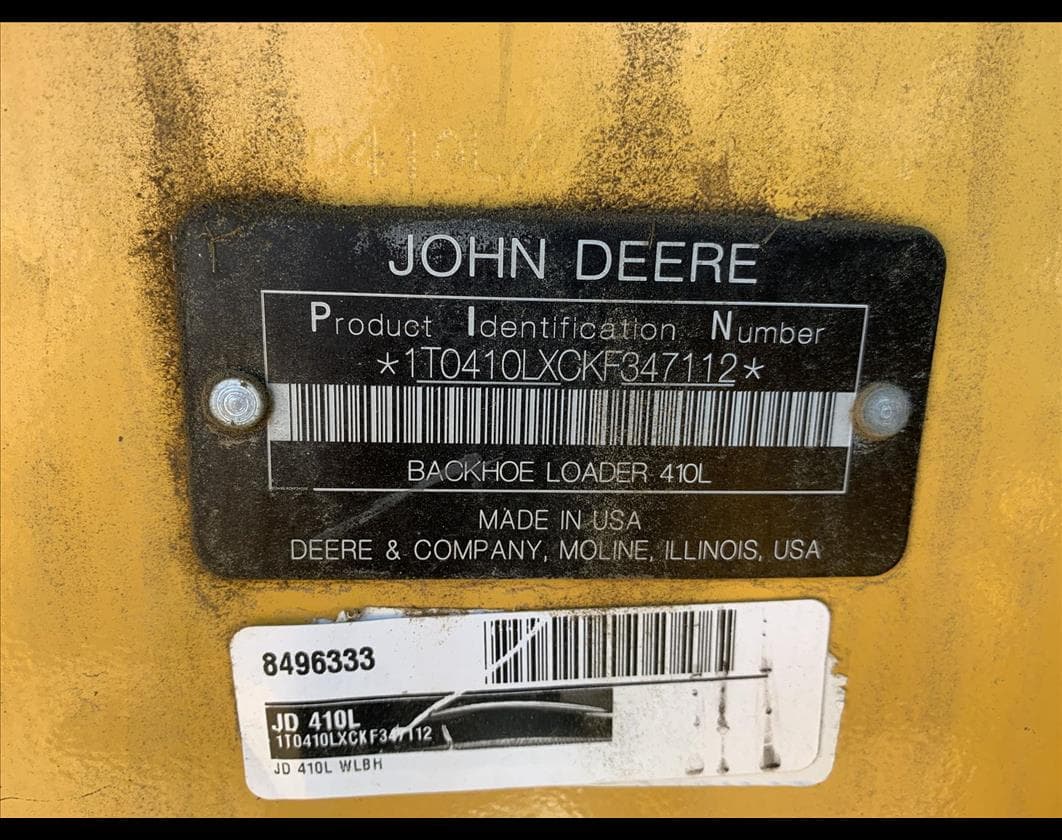 JOHN DEERE
Product Identification Number
*1T0410LXCKF347112*
BACKHOE LOADER 410L
MADE IN USA
DEERE & COMPANY, MOLINE, ILLINOIS, USA
8496333
JD 410L
1T0410LXCKF347112
JD 410L WLBH